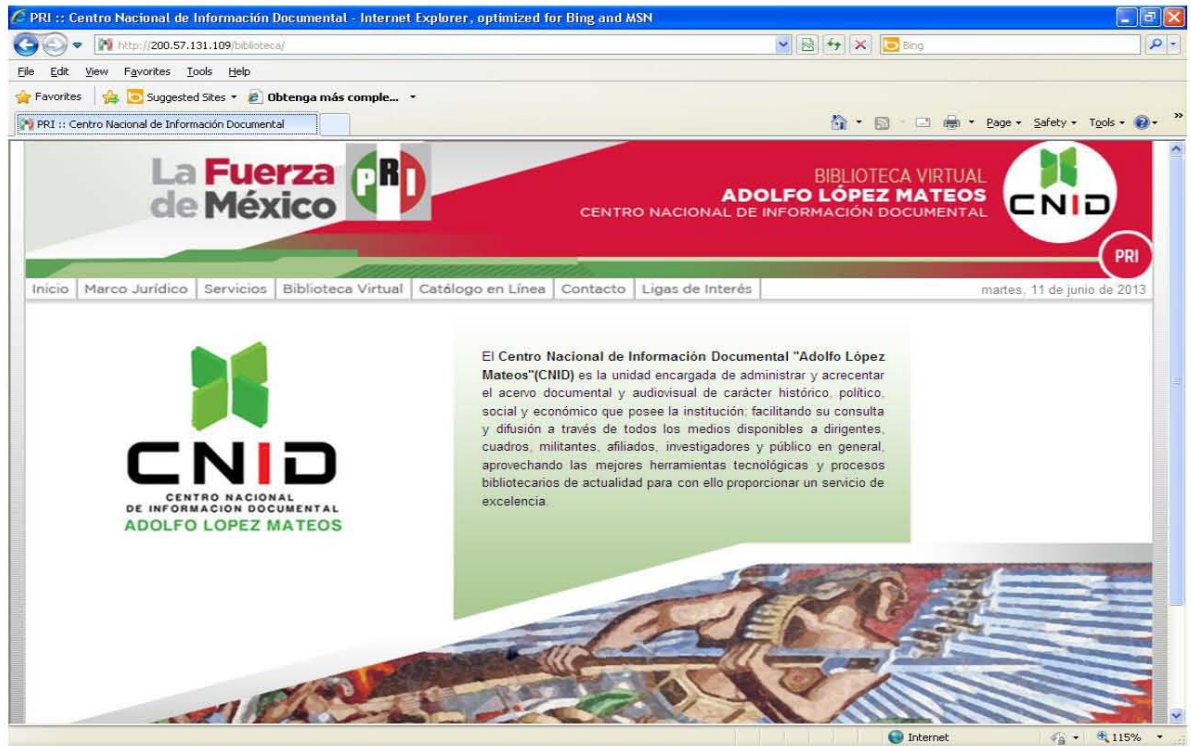 PRI :: Centro Nacional de Información Documental - Internet Explorer, optimized for Bing and MSN
http://200.57.131.109/biblioteca/
Bing
File Edit View Favorites Tools Help
Favorites Suggested Sites Obtenga más comple...
PRI :: Centro Nacional de Información Documental
Page Safety Tools
La Fuerza
de México
PRI
BIBLIOTECA VIRTUAL
ADOLFO LÓPEZ MATEOS
CENTRO NACIONAL DE INFORMACIÓN DOCUMENTAL
CNID
PRI
Inicio Marco Jurídico Servicios Biblioteca Virtual Catálogo en Línea Contacto Ligas de Interés
martes, 11 de junio de 2013
CNID
CENTRO NACIONAL
DE INFORMACION DOCUMENTAL
ADOLFO LOPEZ MATEOS
El Centro Nacional de Información Documental "Adolfo López
Mateos"(CNID) es la unidad encargada de administrar y acrecentar
el acervo documental y audiovisual de carácter histórico, político,
social y económico que posee la institución; facilitando su consulta
y difusión a través de todos los medios disponibles a dirigentes,
cuadros, militantes, afiliados, investigadores y público en general,
aprovechando las mejores herramientas tecnológicas y procesos
bibliotecarios de actualidad para con ello proporcionar un servicio de
excelencia.
Internet
115%